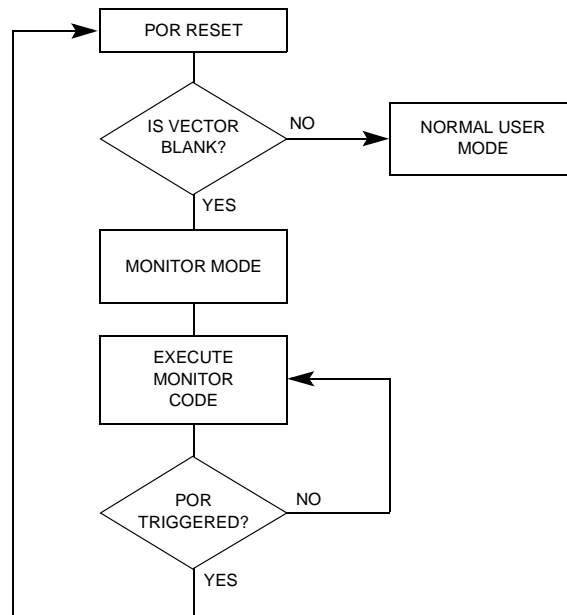 POR RESET
IS VECTOR
BLANK?
NO
NORMAL USER
MODE
YES
MONITOR MODE
EXECUTE
MONITOR
CODE
POR
TRIGGERED?
NO
YES